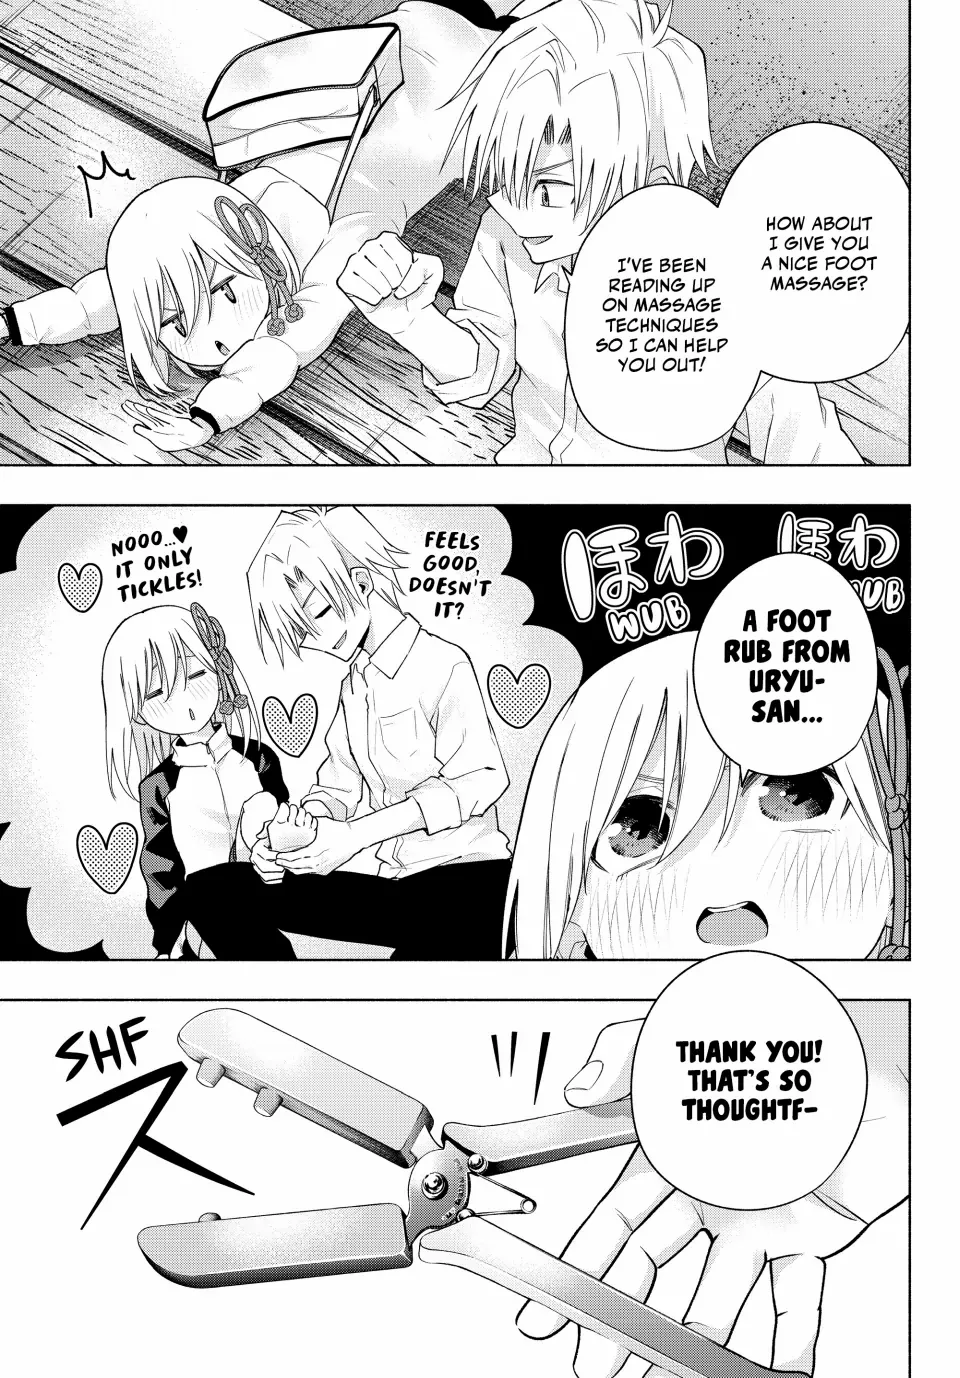 HOW ABOUT
I GIVE YOU
A NICE FOOT
MASSAGE?
I'VE BEEN
READING UP
ON MASSAGE
TECHNIQUES
SO I CAN HELP
YOU OUT!
ほわ
WUB
ほわ
WUB
A FOOT
RUB FROM
URYU-
SAN...
FEELS
GOOD,
DOESN'T
IT?
NOOO...♥
IT ONLY
TICKLES!
THANK YOU!
THAT'S SO
THOUGHTF-
SHF
ス